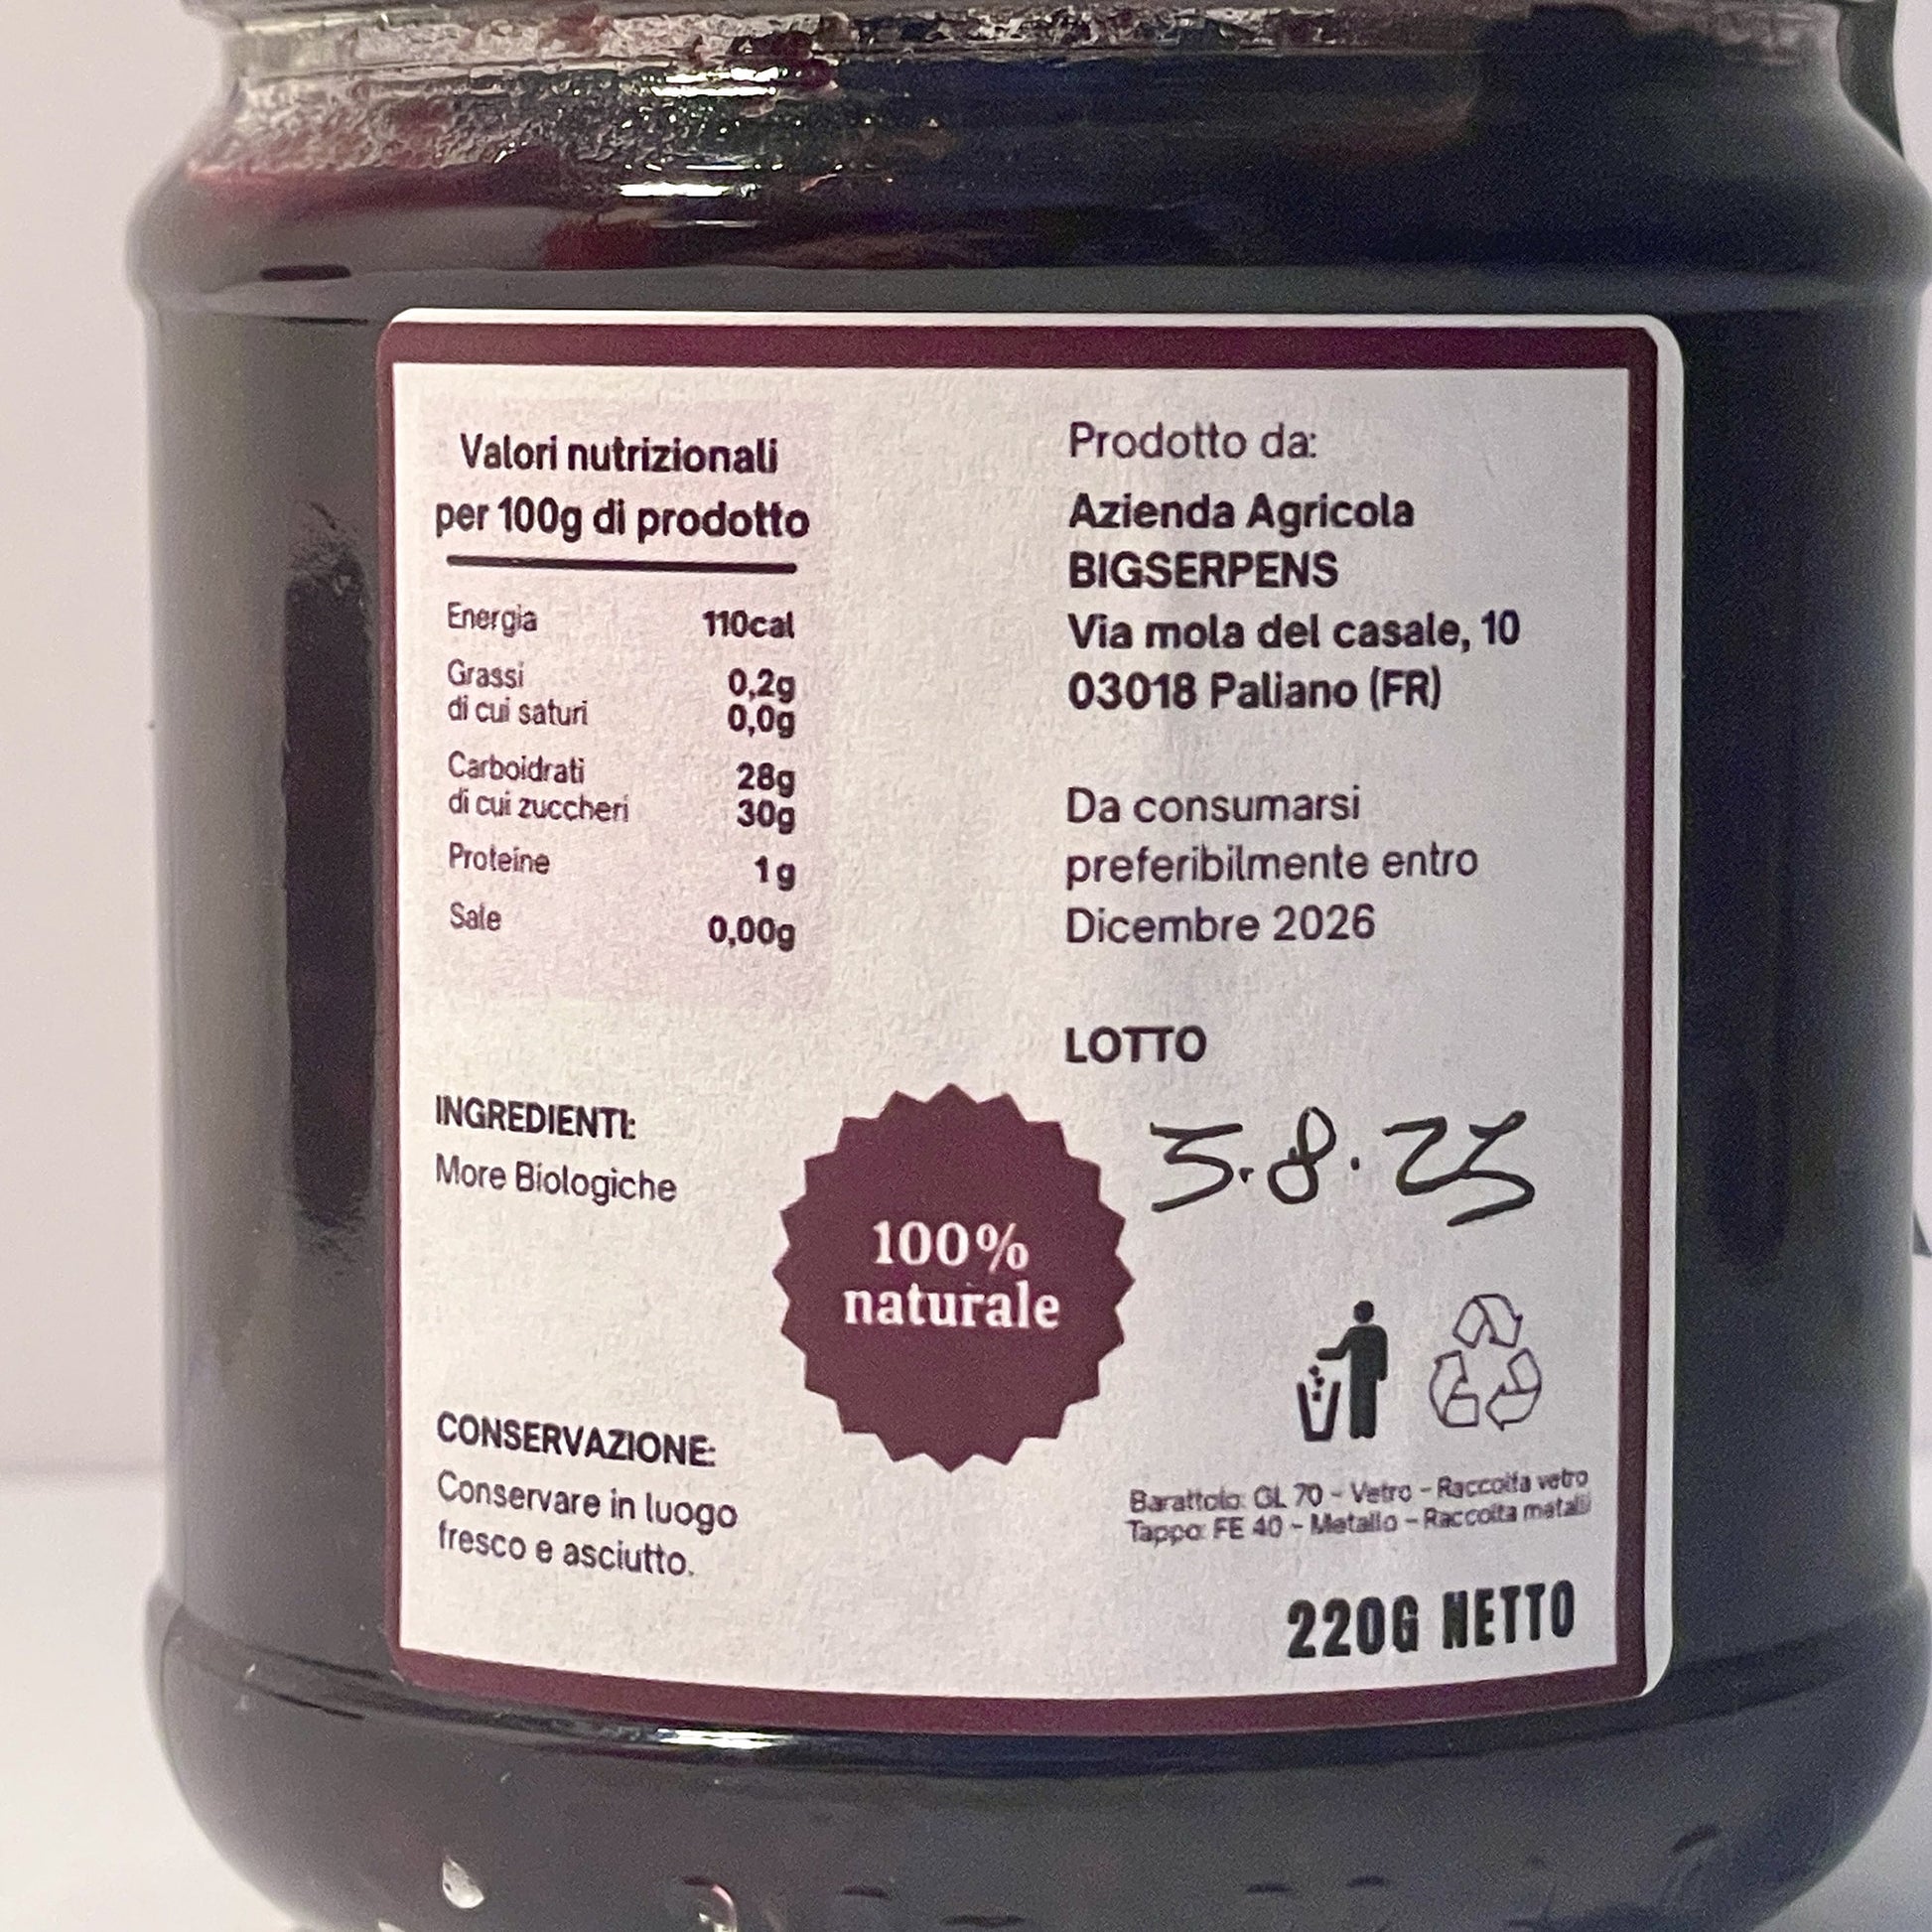 Valori nutrizionali
per 100g di prodotto
Energia 110cal
Grassi 0,2g
di cui saturi 0,0g
Carboidrati 28g
di cui zuccheri 30g
Proteine 1g
Sale 0,00g
INGREDIENTI:
More Biologiche
CONSERVAZIONE:
Conservare in luogo
fresco e asciutto.
100%
naturale
Prodotto da:
Azienda Agricola
BIGSERPENS
Via mola del casale, 10
03018 Paliano (FR)
Da consumarsi
preferibilmente entro
Dicembre 2026
LOTTO
5.8.25
Barattolo: GL 70 - Vetro - Raccolta vetro
Tappo: FE 40 - Metallo - Raccolta metalli
220G NETTO